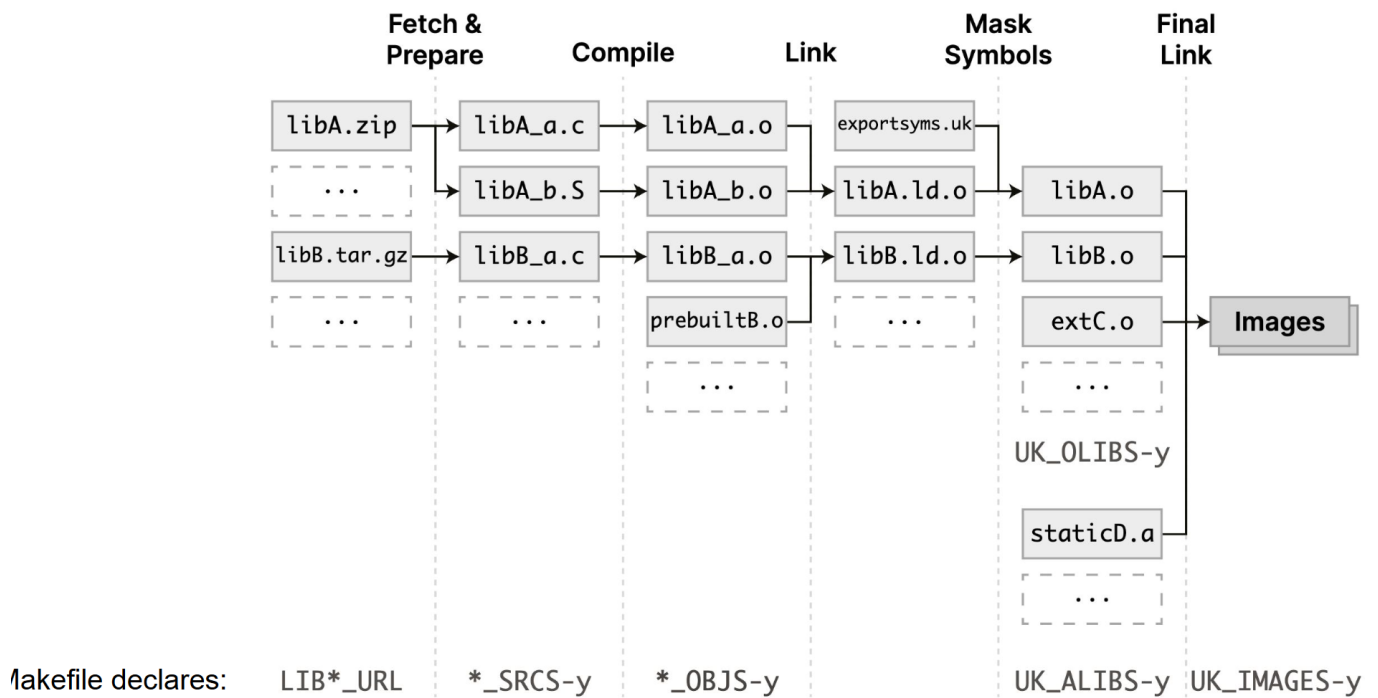 Fetch &
Prepare
Compile
Link
Mask
Symbols
Final
Link
libA.zip
libA_a.c
libA_a.o
exportsyms.uk
...
libA_b.S
libA_b.o
libA.ld.o
libA.o
libB.tar.gz
libB_a.c
libB_a.o
libB.ld.o
libB.o
...
...
prebuiltB.o
...
extC.o
Images
...
...
UK_OLIBS-y
staticD.a
...
Makefile declares:
LIB*_URL
*_SRCS-y
*_OBJS-y
UK_ALIBS-y
UK_IMAGES-y